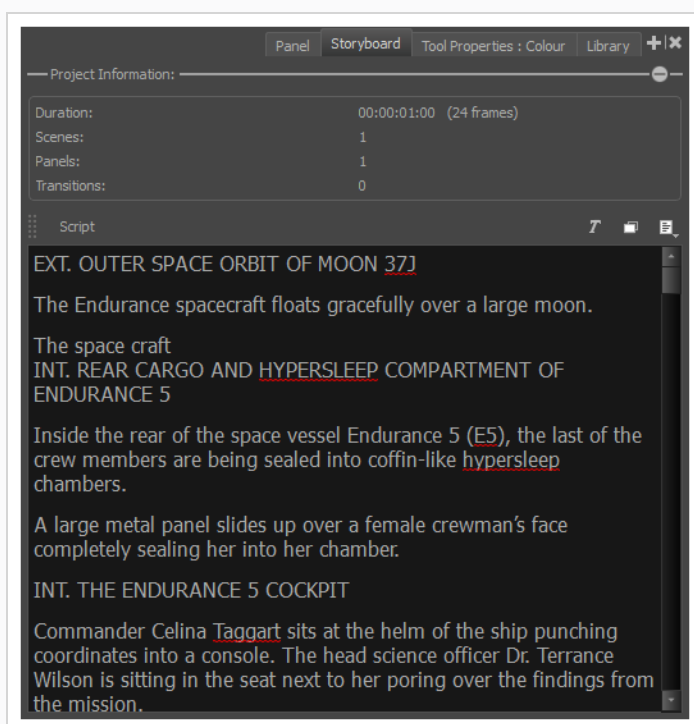 Panel Storyboard Tool Properties : Colour Library
Project Information:
Duration: 00:00:01:00 (24 frames)
Scenes: 1
Panels: 1
Transitions: 0
Script
EXT. OUTER SPACE ORBIT OF MOON 37J
The Endurance spacecraft floats gracefully over a large moon.
The space craft
INT. REAR CARGO AND HYPERSLEEP COMPARTMENT OF
ENDURANCE 5
Inside the rear of the space vessel Endurance 5 (E5), the last of the
crew members are being sealed into coffin-like hypersleep
chambers.
A large metal panel slides up over a female crewman’s face
completely sealing her into her chamber.
INT. THE ENDURANCE 5 COCKPIT
Commander Celina Taggart sits at the helm of the ship punching
coordinates into a console. The head science officer Dr. Terrance
Wilson is sitting in the seat next to her poring over the findings from
the mission.